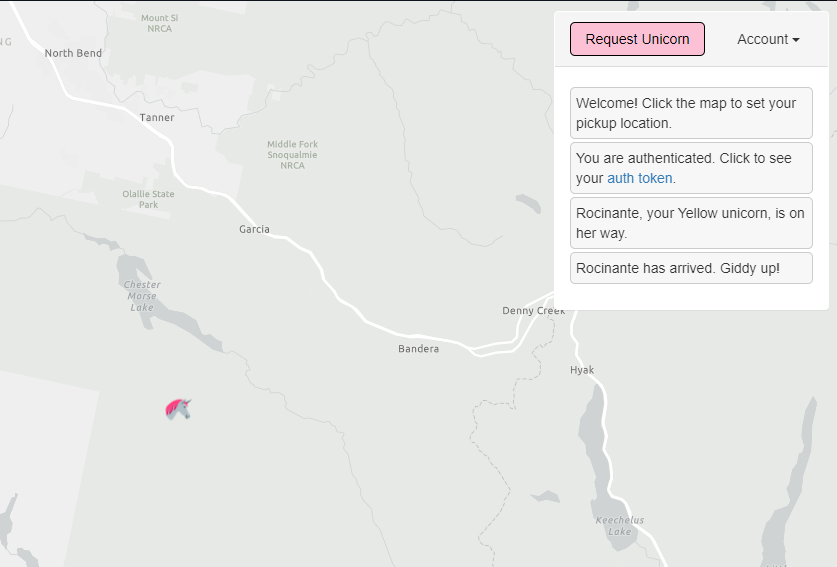 Mount SI
NRCA
NG
North Bend
Request Unicorn
Account
Welcome! Click the map to set your
pickup location.
Tanner
Middle Fork
Snoqualmie
NRCA
You are authenticated. Click to see
your auth token.
Olallie State
Park
Rocinante, your Yellow unicorn, is on
her way.
Garcia
Rocinante has arrived. Giddy up!
Chester
Morse
Lake
Denny Creek
Bandera
Hyak
Keechelus
Lake